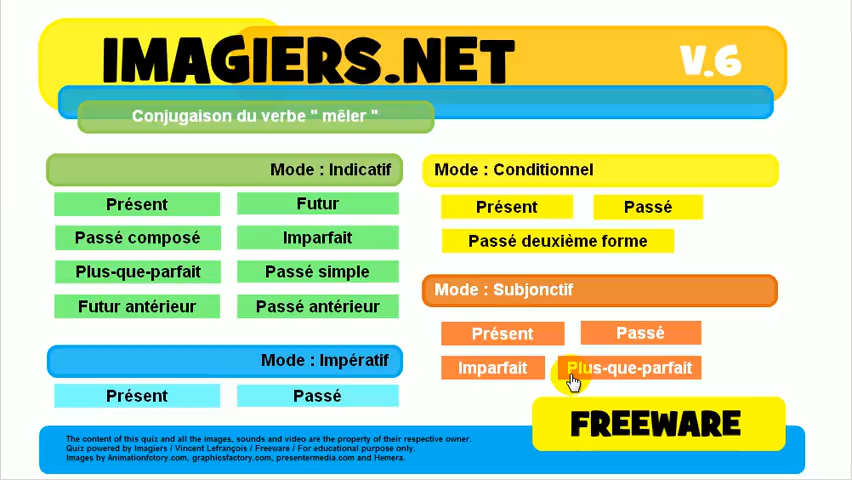 IMAGIERS.NET
V.6
Conjugaison du verbe " mêler "
Mode : Indicatif
Présent
Futur
Passé composé
Imparfait
Plus-que-parfait
Passé simple
Futur antérieur
Passé antérieur
Mode : Impératif
Présent
Passé
Mode : Conditionnel
Présent
Passé
Passé deuxième forme
Mode : Subjonctif
Présent
Passé
Imparfait
Plus-que-parfait
FREEWARE
The content of this quiz and all the images, sounds and video are the property of their respective owner.
Quiz powered by Imagiers / Vincent Lefrançois / Freeware / For educational purpose only.
Images by Animationfctory.com, graphicsfactory.com, presentermedia.com and Hemera.